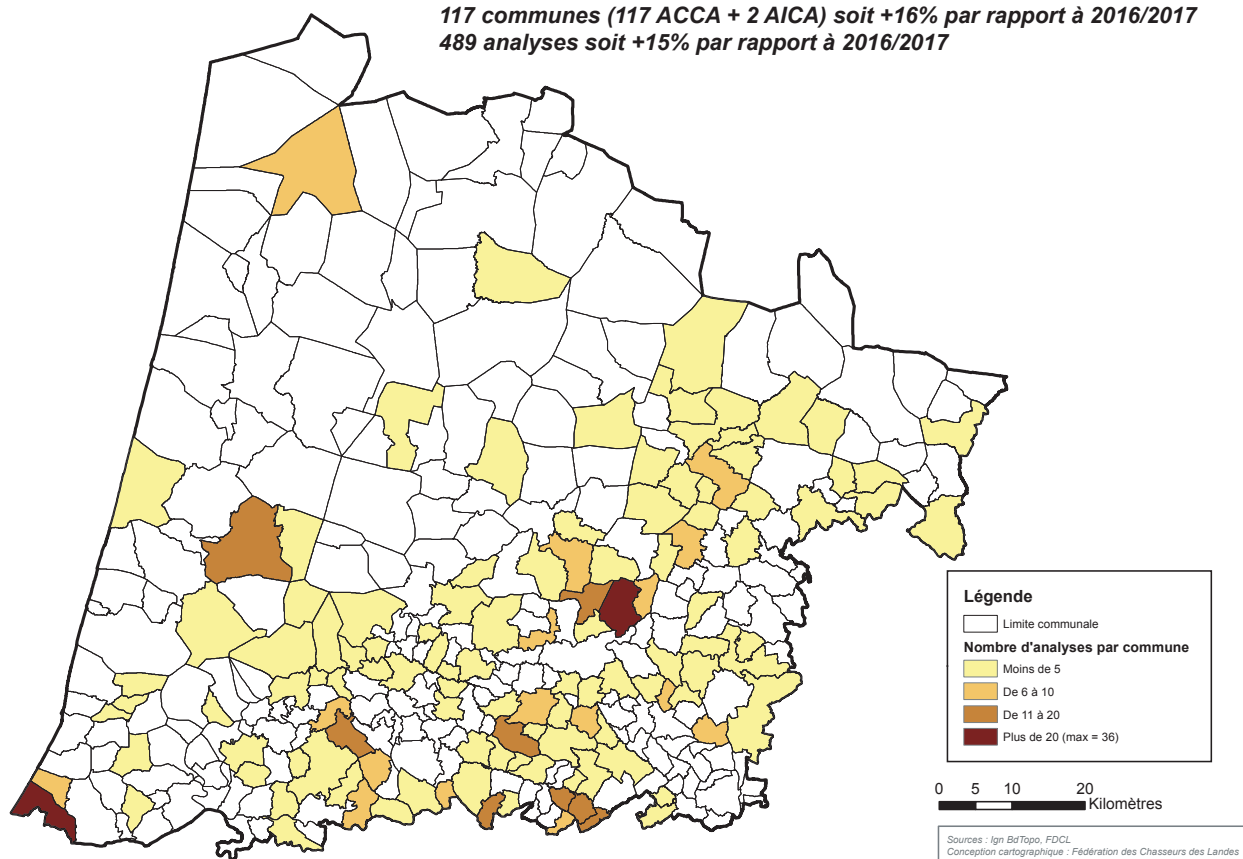 117 communes (117 ACCA + 2 AICA) soit +16% par rapport à 2016/2017
489 analyses soit +15% par rapport à 2016/2017
Légende
Limite communale
Nombre d'analyses par commune
Moins de 5
De 6 à 10
De 11 à 20
Plus de 20 (max = 36)
0 5 10 20
Kilomètres
Sources : Ign BdTopo, FDCL
Conception cartographique : Fédération des Chasseurs des Landes